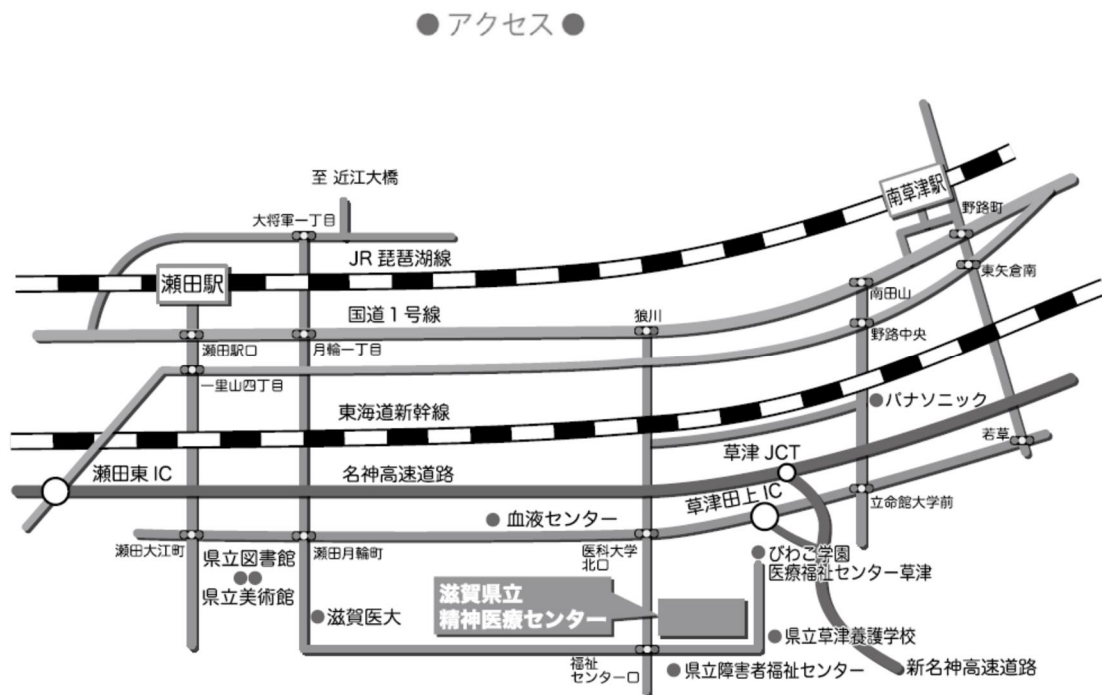 ● アクセス ●
至 近江大橋
大将軍一丁目
南草津駅
野路町
JR 琵琶湖線
瀬田駅
東矢倉南
南田山
国道1号線
狼川
瀬田駅口
月輪一丁目
野路中央
一里山四丁目
パナソニック
東海道新幹線
若草
瀬田東 IC
名神高速道路
草津 JCT
草津田上 IC
立命館大学前
血液センター
瀬田大江町
県立図書館
瀬田月輪町
医科大学
北口
びわこ学園
医療福祉センター草津
県立美術館
滋賀県立
精神医療センター
滋賀医大
県立草津養護学校
福祉
センター口
県立障害者福祉センター
新名神高速道路